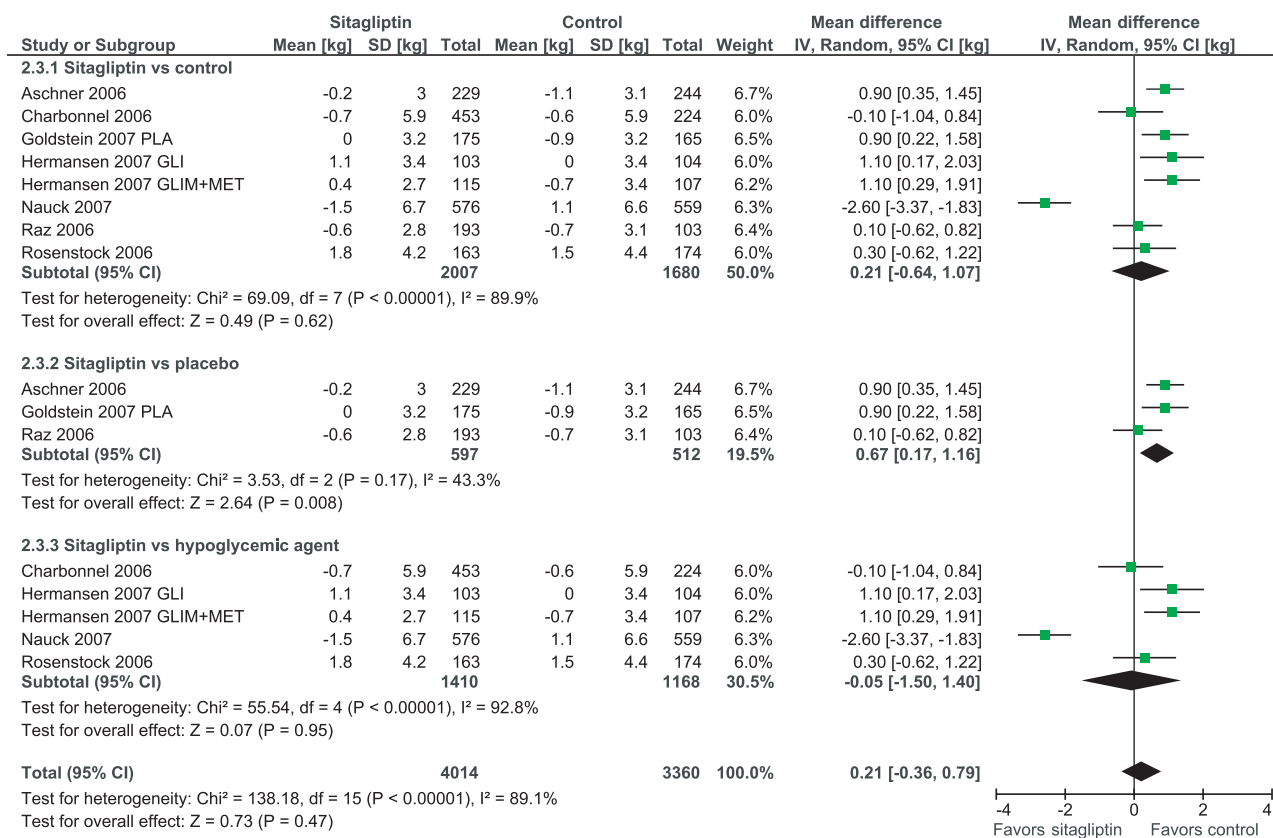 Sitagliptin Control Mean difference Mean difference
Study or Subgroup Mean [kg] SD [kg] Total Mean [kg] SD [kg] Total Weight IV, Random, 95% CI [kg] IV, Random, 95% CI [kg]
2.3.1 Sitagliptin vs control
Aschner 2006 -0.2 3 229 -1.1 3.1 244 6.7% 0.90 [0.35, 1.45]
Charbonnel 2006 -0.7 5.9 453 -0.6 5.9 224 6.0% -0.10 [-1.04, 0.84]
Goldstein 2007 PLA 0 3.2 175 -0.9 3.2 165 6.5% 0.90 [0.22, 1.58]
Hermansen 2007 GLI 1.1 3.4 103 0 3.4 104 6.0% 1.10 [0.17, 2.03]
Hermansen 2007 GLIM+MET 0.4 2.7 115 -0.7 3.4 107 6.2% 1.10 [0.29, 1.91]
Nauck 2007 -1.5 6.7 576 1.1 6.6 559 6.3% -2.60 [-3.37, -1.83]
Raz 2006 -0.6 2.8 193 -0.7 3.1 103 6.4% 0.10 [-0.62, 0.82]
Rosenstock 2006 1.8 4.2 163 1.5 4.4 174 6.0% 0.30 [-0.62, 1.22]
Subtotal (95% CI) 2007 1680 50.0% 0.21 [-0.64, 1.07]
Test for heterogeneity: Chi² = 69.09, df = 7 (P < 0.00001), I² = 89.9%
Test for overall effect: Z = 0.49 (P = 0.62)
2.3.2 Sitagliptin vs placebo
Aschner 2006 -0.2 3 229 -1.1 3.1 244 6.7% 0.90 [0.35, 1.45]
Goldstein 2007 PLA 0 3.2 175 -0.9 3.2 165 6.5% 0.90 [0.22, 1.58]
Raz 2006 -0.6 2.8 193 -0.7 3.1 103 6.4% 0.10 [-0.62, 0.82]
Subtotal (95% CI) 597 512 19.5% 0.67 [0.17, 1.16]
Test for heterogeneity: Chi² = 3.53, df = 2 (P = 0.17), I² = 43.3%
Test for overall effect: Z = 2.64 (P = 0.008)
2.3.3 Sitagliptin vs hypoglycemic agent
Charbonnel 2006 -0.7 5.9 453 -0.6 5.9 224 6.0% -0.10 [-1.04, 0.84]
Hermansen 2007 GLI 1.1 3.4 103 0 3.4 104 6.0% 1.10 [0.17, 2.03]
Hermansen 2007 GLIM+MET 0.4 2.7 115 -0.7 3.4 107 6.2% 1.10 [0.29, 1.91]
Nauck 2007 -1.5 6.7 576 1.1 6.6 559 6.3% -2.60 [-3.37, -1.83]
Rosenstock 2006 1.8 4.2 163 1.5 4.4 174 6.0% 0.30 [-0.62, 1.22]
Subtotal (95% CI) 1410 1168 30.5% -0.05 [-1.50, 1.40]
Test for heterogeneity: Chi² = 55.54, df = 4 (P < 0.00001), I² = 92.8%
Test for overall effect: Z = 0.07 (P = 0.95)
Total (95% CI) 4014 3360 100.0% 0.21 [-0.36, 0.79]
Test for heterogeneity: Chi² = 138.18, df = 15 (P < 0.00001), I² = 89.1%
Test for overall effect: Z = 0.73 (P = 0.47)
-4 -2 0 2 4
Favors sitagliptin Favors control